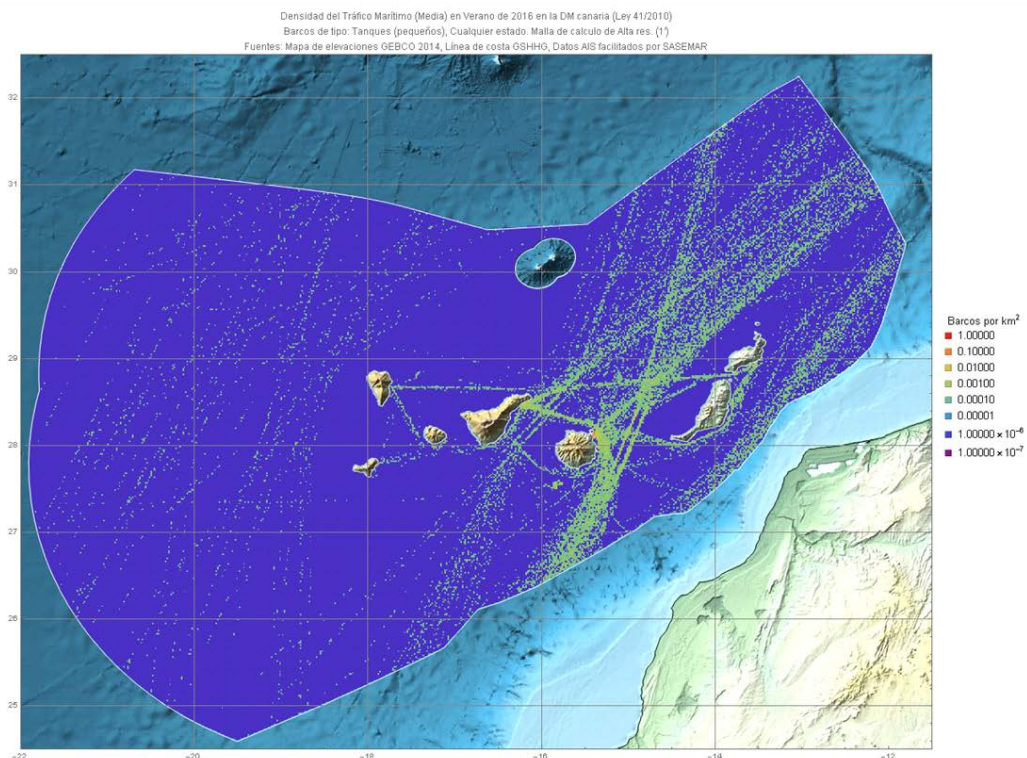 Densidad del Tráfico Marítimo (Media) en Verano de 2016 en la DM canaria (Ley 41/2010)
Barcos de tipo: Tanques (pequeños), Cualquier estado. Malla de calculo de Alta res. (1')
Fuentes: Mapa de elevaciones GEBCO 2014, Línea de costa GSHHG, Datos AIS facilitados por SASEMAR
32
31
30
29
28
27
26
25
Barcos por km²
1.00000
0.10000
0.01000
0.00100
0.00010
0.00001
1.00000 × 10⁻⁶
1.00000 × 10⁻⁷
-22 -20 -18 -16 -14 -12